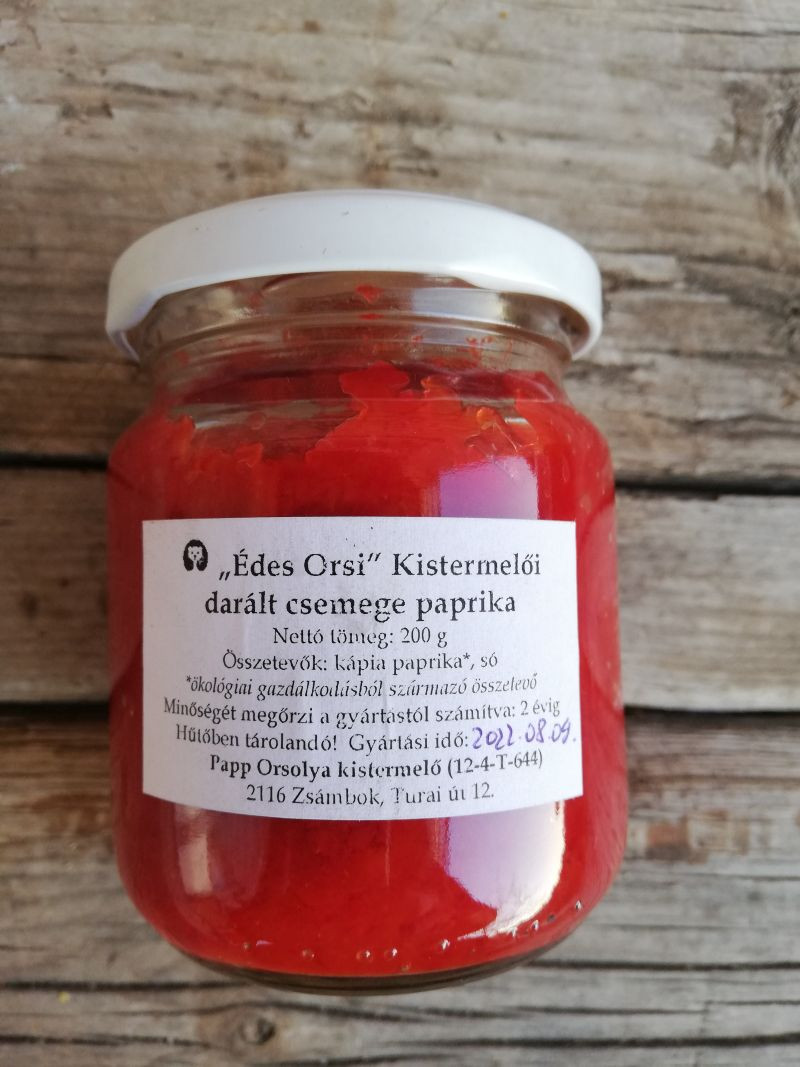 „Édes Orsi” Kistermelői
darált csemege paprika
Nettó tömeg: 200 g
Összetevők: kápia paprika*, só
*ökológiai gazdálkodásból származó összetevő
Minőségét megőrzi a gyártástól számítva: 2 évig
Hűtőben tárolandó! Gyártási idő: 2022.08.09.
Papp Orsolya kistermelő (12-4-T-644)
2116 Zsámbok, Turai út 12.